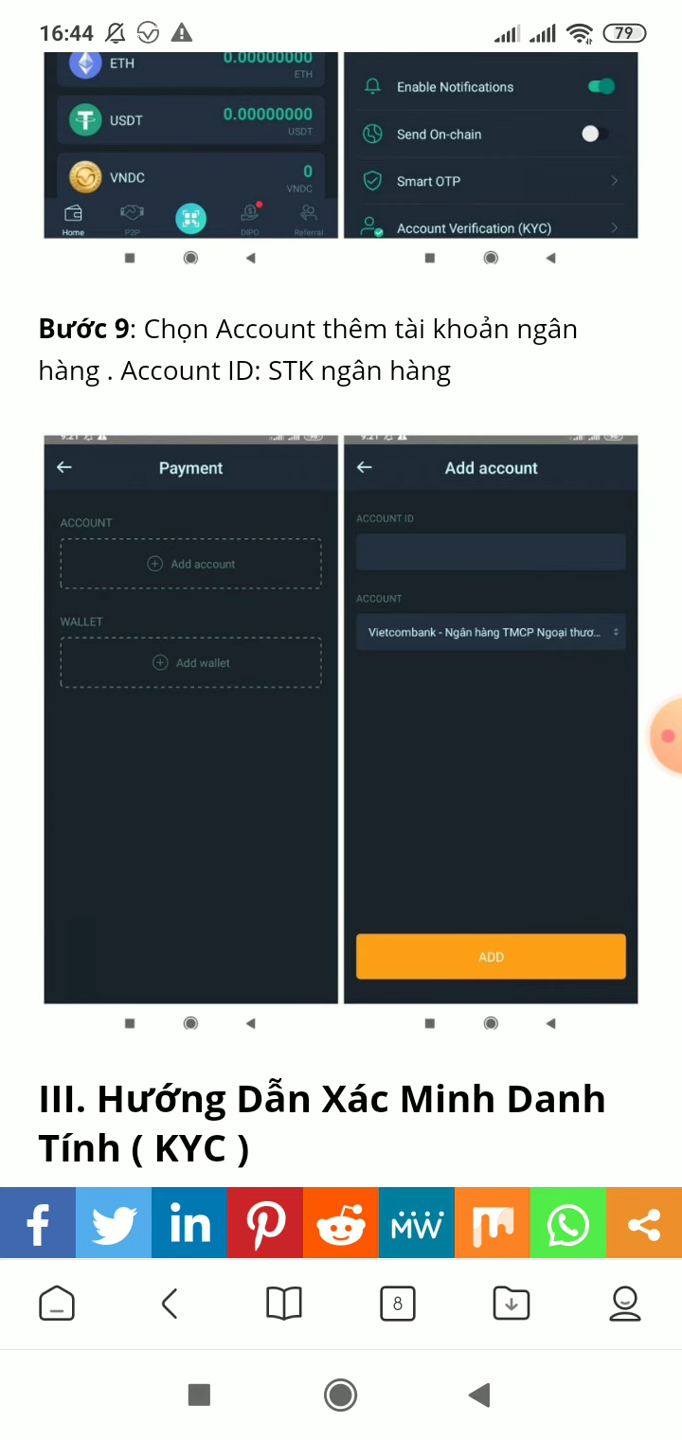 16:44
79
ETH
0.00000000
ETH
USDT
0.00000000
USDT
VNDC
0
VNDC
Home
P2P
DIPO
Referral
Enable Notifications
Send On-chain
Smart OTP
Account Verification (KYC)
Bước 9: Chọn Account thêm tài khoản ngân
hàng . Account ID: STK ngân hàng
Payment
ACCOUNT
Add account
WALLET
Add wallet
Add account
ACCOUNT ID
ACCOUNT
Vietcombank - Ngân hàng TMCP Ngoại thươ...
ADD
III. Hướng Dẫn Xác Minh Danh
Tính ( KYC )
MW
8